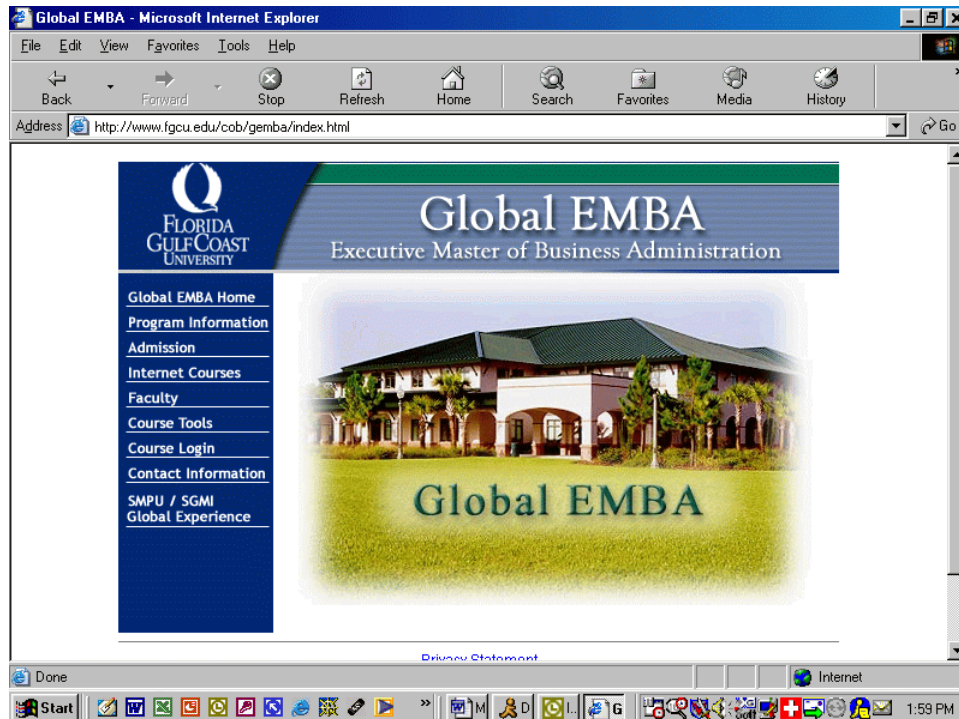 Global EMBA - Microsoft Internet Explorer
File Edit View Favorites Tools Help
Back Forward Stop Refresh Home Search Favorites Media History
Address http://www.fgcu.edu/cob/gemba/index.html Go
FLORIDA
GULF COAST
UNIVERSITY
Global EMBA
Executive Master of Business Administration
Global EMBA Home
Program Information
Admission
Internet Courses
Faculty
Course Tools
Course Login
Contact Information
SMPU / SGMI
Global Experience
Global EMBA
Privacy Statement
Done Internet
Start M D I.. G 1:59 PM